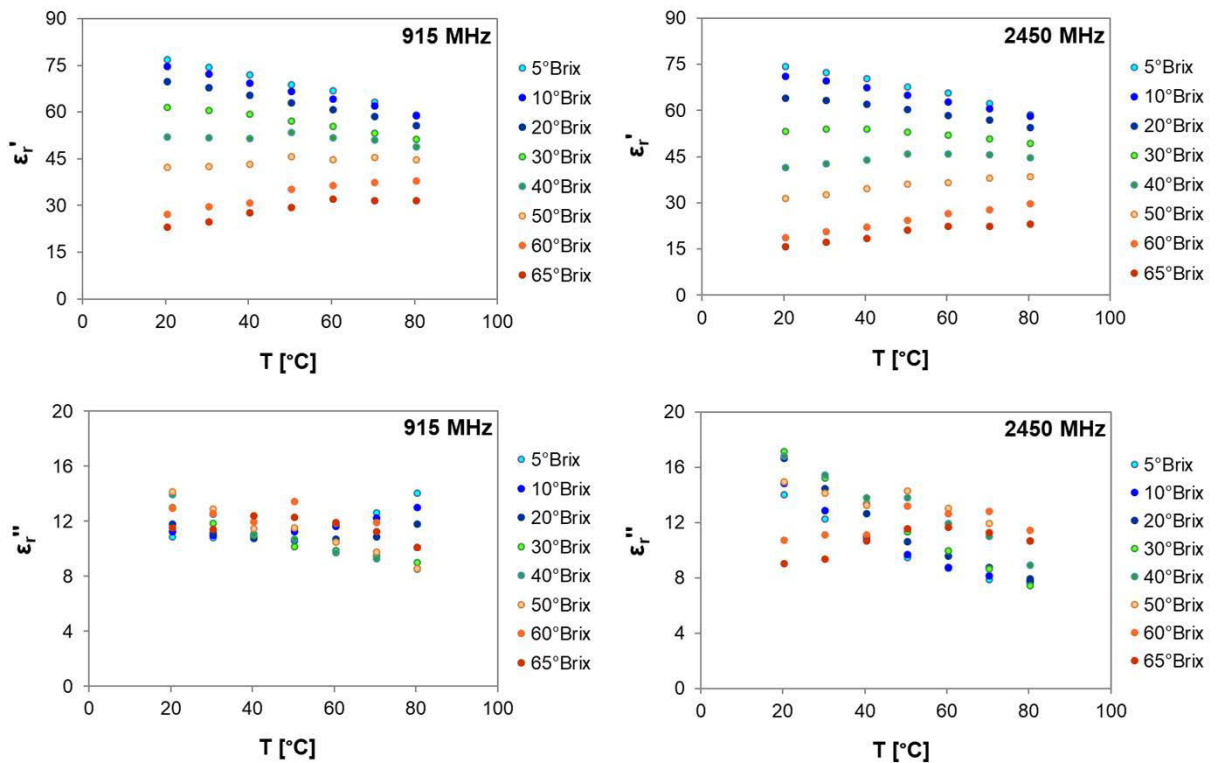 90
75
60
45
30
15
0
0
20
40
60
80
100
εr'
T [°C]
915 MHz
5°Brix
10°Brix
20°Brix
30°Brix
40°Brix
50°Brix
60°Brix
65°Brix
90
75
60
45
30
15
0
0
20
40
60
80
100
εr'
T [°C]
2450 MHz
5°Brix
10°Brix
20°Brix
30°Brix
40°Brix
50°Brix
60°Brix
65°Brix
20
16
12
8
4
0
0
20
40
60
80
100
εr''
T [°C]
915 MHz
5°Brix
10°Brix
20°Brix
30°Brix
40°Brix
50°Brix
60°Brix
65°Brix
20
16
12
8
4
0
0
20
40
60
80
100
εr''
T [°C]
2450 MHz
5°Brix
10°Brix
20°Brix
30°Brix
40°Brix
50°Brix
60°Brix
65°Brix